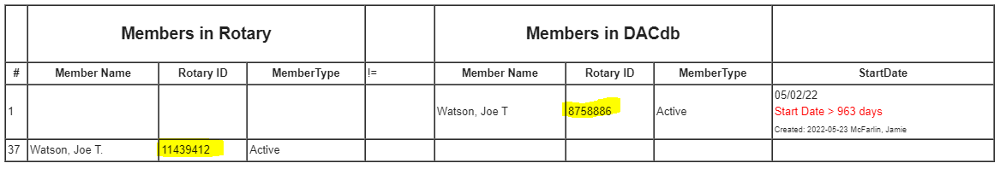 Members in Rotary Members in DACdb
# Member Name Rotary ID MemberType != Member Name Rotary ID MemberType StartDate
1 Watson, Joe T 8758886 Active 05/02/22
Start Date > 963 days
Created: 2022-05-23 McFarlin, Jamie
37 Watson, Joe T. 11439412 Active